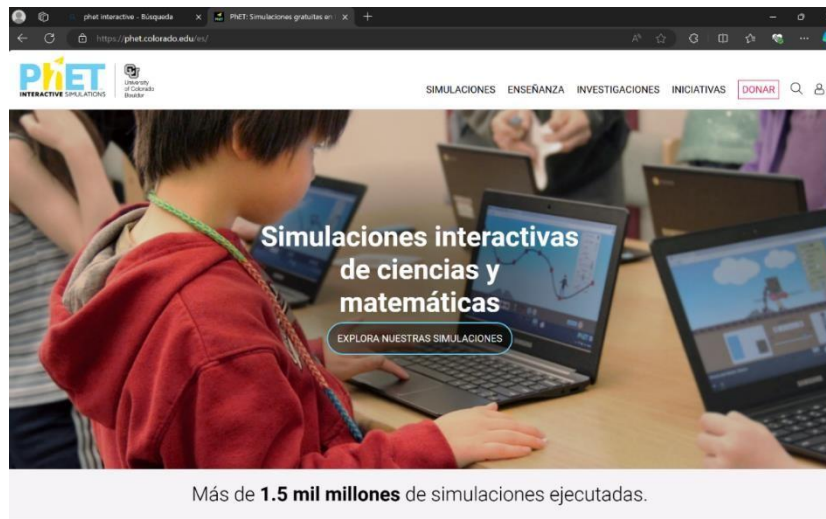 phet interactive - Búsqueda
PhET: Simulaciones gratuitas en
https://phet.colorado.edu/es/
PhET
INTERACTIVE SIMULATIONS
University
of Colorado
Boulder
SIMULACIONES ENSEÑANZA INVESTIGACIONES INICIATIVAS DONAR
Simulaciones interactivas
de ciencias y
matemáticas
EXPLORA NUESTRAS SIMULACIONES
SAMSUNG
Más de 1.5 mil millones de simulaciones ejecutadas.